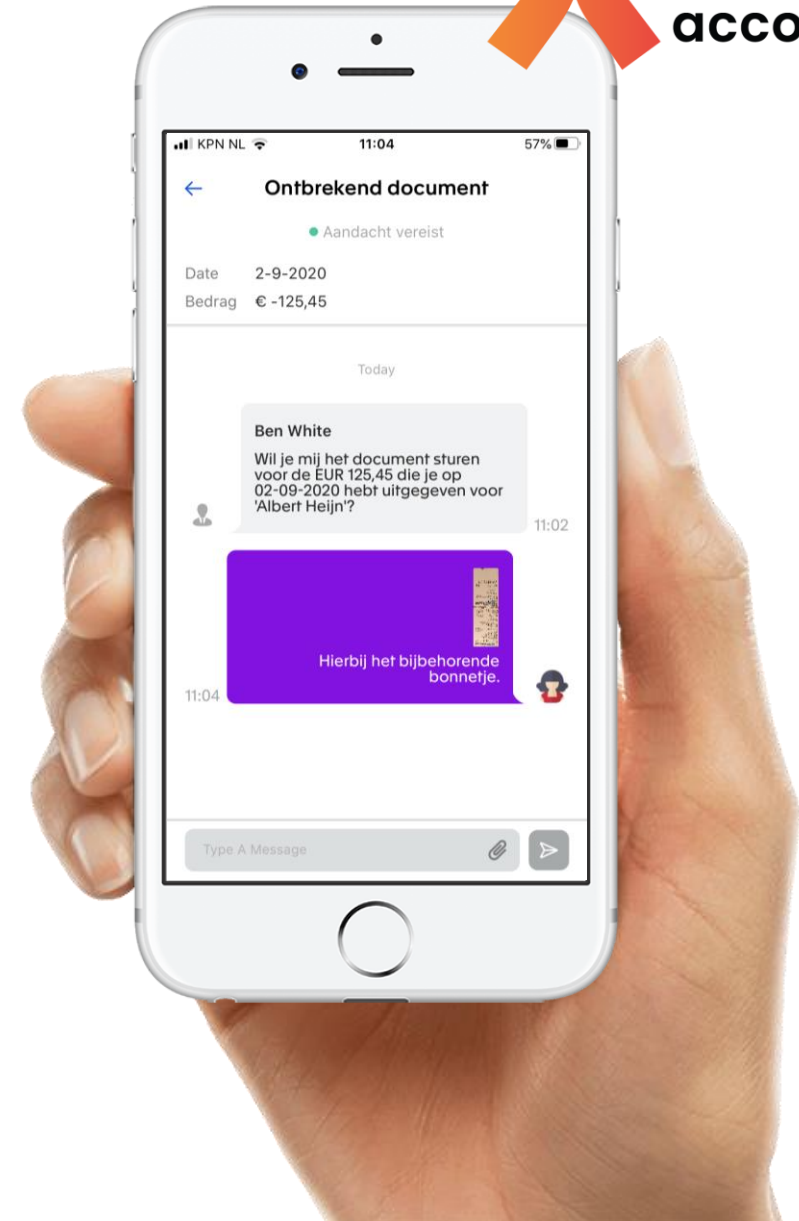 acco
KPN NL 11:04 57%
Ontbrekend document
Aandacht vereist
Date 2-9-2020
Bedrag € -125,45
Today
Ben White
Wil je mij het document sturen
voor de EUR 125,45 die je op
02-09-2020 hebt uitgegeven voor
'Albert Heijn'?
11:02
Hierbij het bijbehorende
bonnetje.
11:04
Type A Message